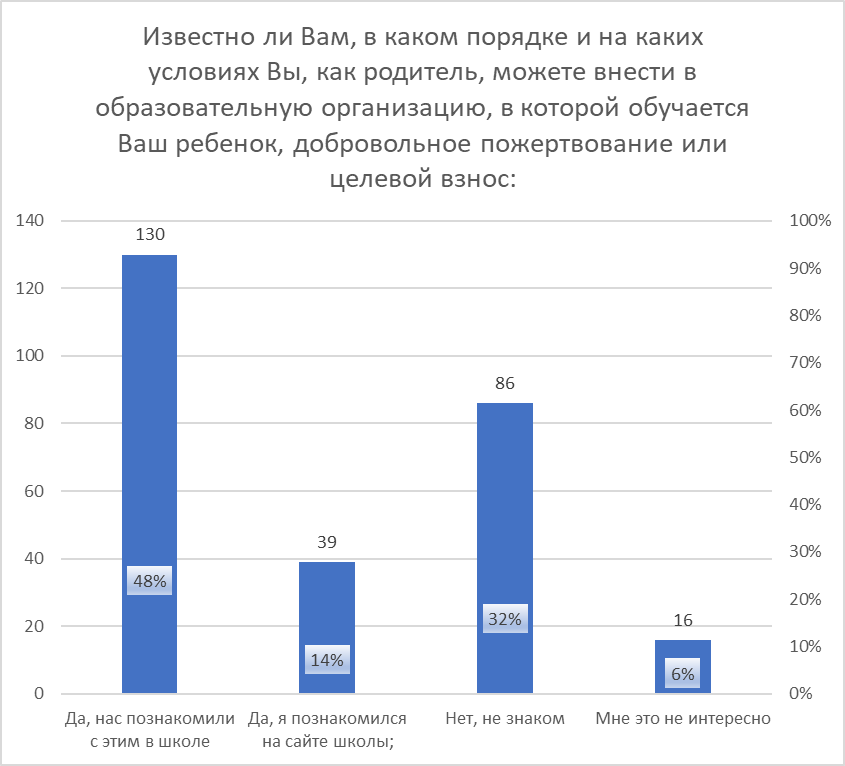 Известно ли Вам, в каком порядке и на каких
условиях Вы, как родитель, можете внести в
образовательную организацию, в которой обучается
Ваш ребенок, добровольное пожертвование или
целевой взнос:
140
120
100
80
60
40
20
0
100%
90%
80%
70%
60%
50%
40%
30%
20%
10%
0%
130
39
86
16
48%
14%
32%
6%
Да, нас познакомили
с этим в школе
Да, я познакомился
на сайте школы;
Нет, не знаком
Мне это не интересно